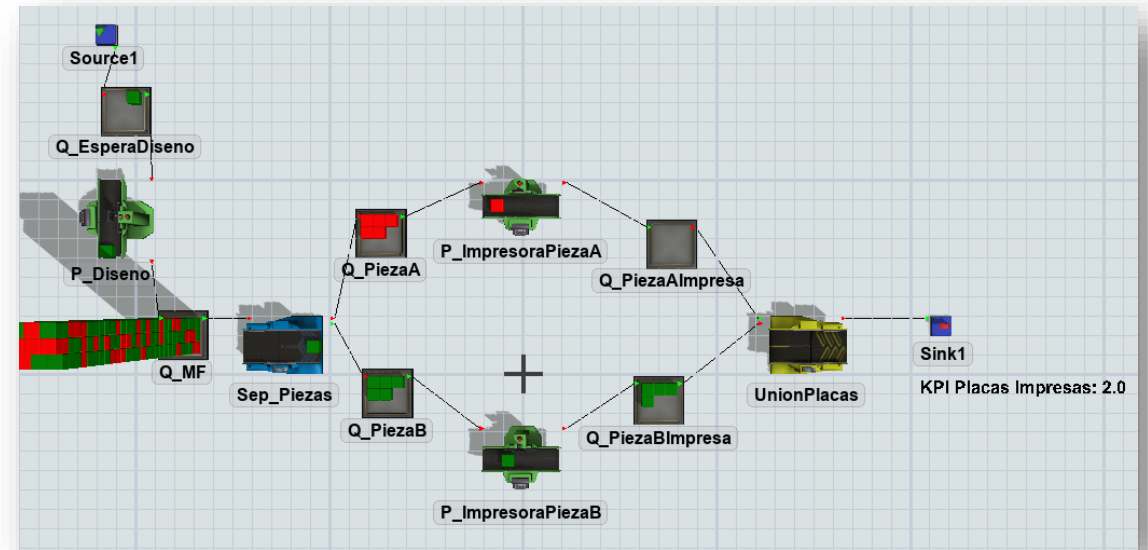 Source1
Q_EsperaDiseno
P_Diseno
Q_MF
Sep_Piezas
Q_PiezaA
P_ImpresoraPiezaA
Q_PiezaAImpresa
Q_PiezaB
P_ImpresoraPiezaB
Q_PiezaBImpresa
UnionPlacas
Sink1
KPI Placas Impresas: 2.0